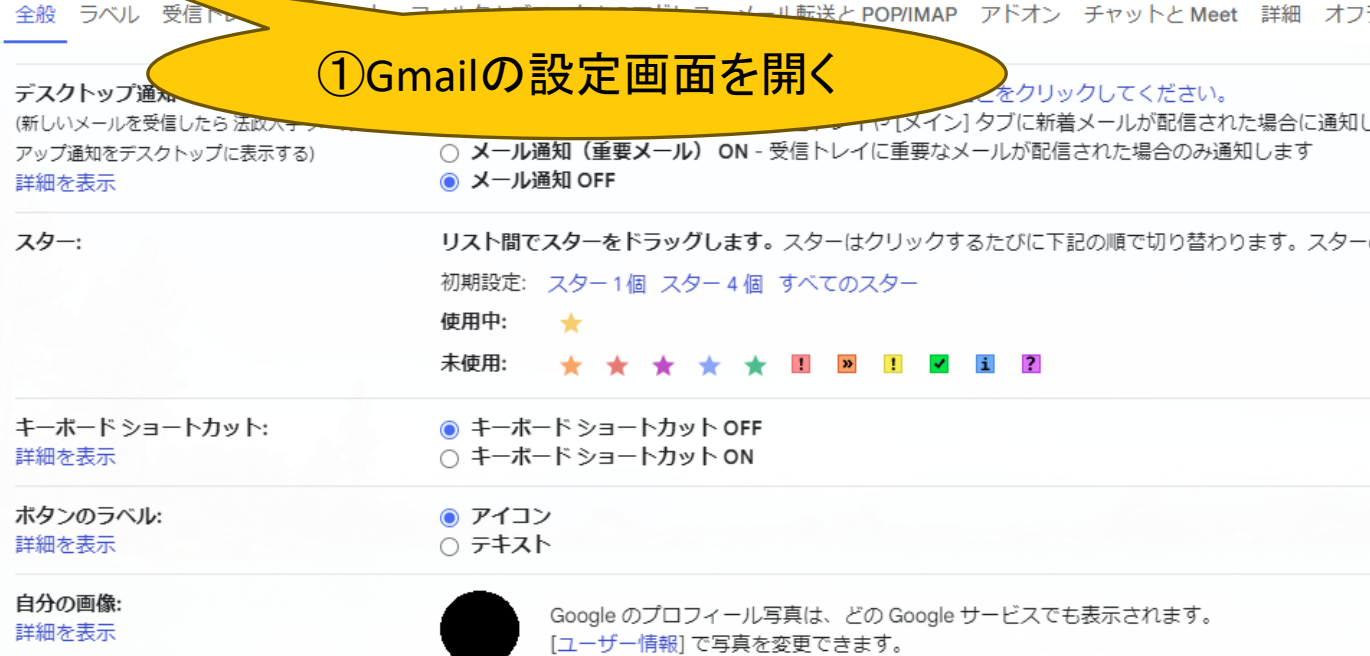 全般 ラベル 受信トレ メール転送と POP/IMAP アドオン チャットと Meet 詳細 オフ
①Gmailの設定画面を開く
デスクトップ通知
をクリックしてください。
(新しいメールを受信したら 法政大学
[メイン] タブに新着メールが配信された場合に通知し
アップ通知をデスクトップに表示する)
メール通知（重要メール） ON - 受信トレイに重要なメールが配信された場合のみ通知します
詳細を表示
メール通知 OFF
スター:
リスト間でスターをドラッグします。スターはクリックするたびに下記の順で切り替わります。スター
初期設定: スター 1 個 スター 4 個 すべてのスター
使用中:
未使用:
キーボード ショートカット:
キーボード ショートカット OFF
詳細を表示
キーボード ショートカット ON
ボタンのラベル:
アイコン
詳細を表示
テキスト
自分の画像:
詳細を表示
Google のプロフィール写真は、どの Google サービスでも表示されます。
[ユーザー情報] で写真を変更できます。